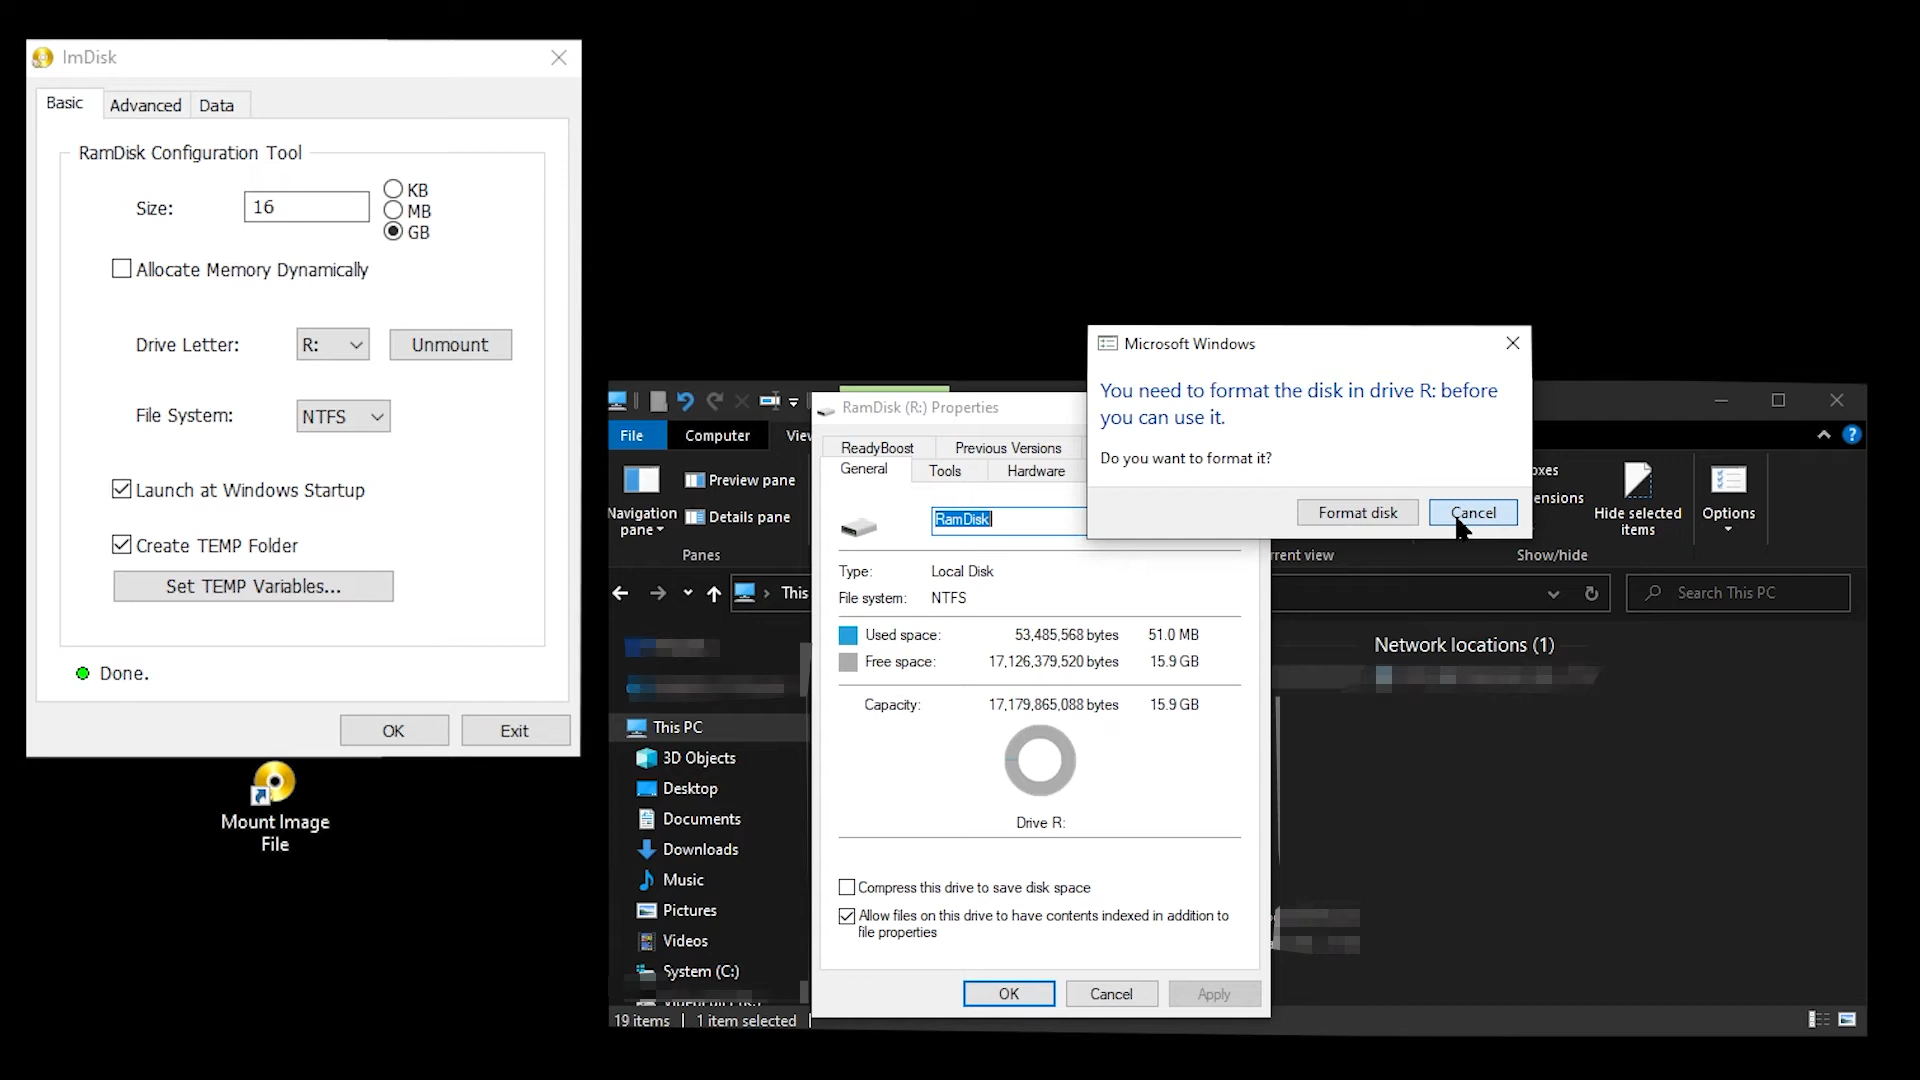 ImDisk
Basic
Advanced
Data
RamDisk Configuration Tool
Size:
16
KB
MB
GB
Allocate Memory Dynamically
Drive Letter:
R:
Unmount
File System:
NTFS
Launch at Windows Startup
Create TEMP Folder
Set TEMP Variables...
Done.
OK
Exit
Mount Image
File
File
Computer
Navigation
pane
Preview pane
Details pane
Panes
This
This PC
3D Objects
Desktop
Documents
Downloads
Music
Pictures
Videos
System (C:)
19 items
1 item selected
RamDisk (R:) Properties
ReadyBoost
Previous Versions
General
Tools
Hardware
RamDisk
Type:
Local Disk
File system:
NTFS
Used space:
53,485,568 bytes
51.0 MB
Free space:
17,126,379,520 bytes
15.9 GB
Capacity:
17,179,865,088 bytes
15.9 GB
Drive R:
Compress this drive to save disk space
Allow files on this drive to have contents indexed in addition to
file properties
OK
Cancel
Apply
Microsoft Windows
You need to format the disk in drive R: before
you can use it.
Do you want to format it?
Format disk
Cancel
Hide selected
items
Options
Show/hide
Search This PC
Network locations (1)